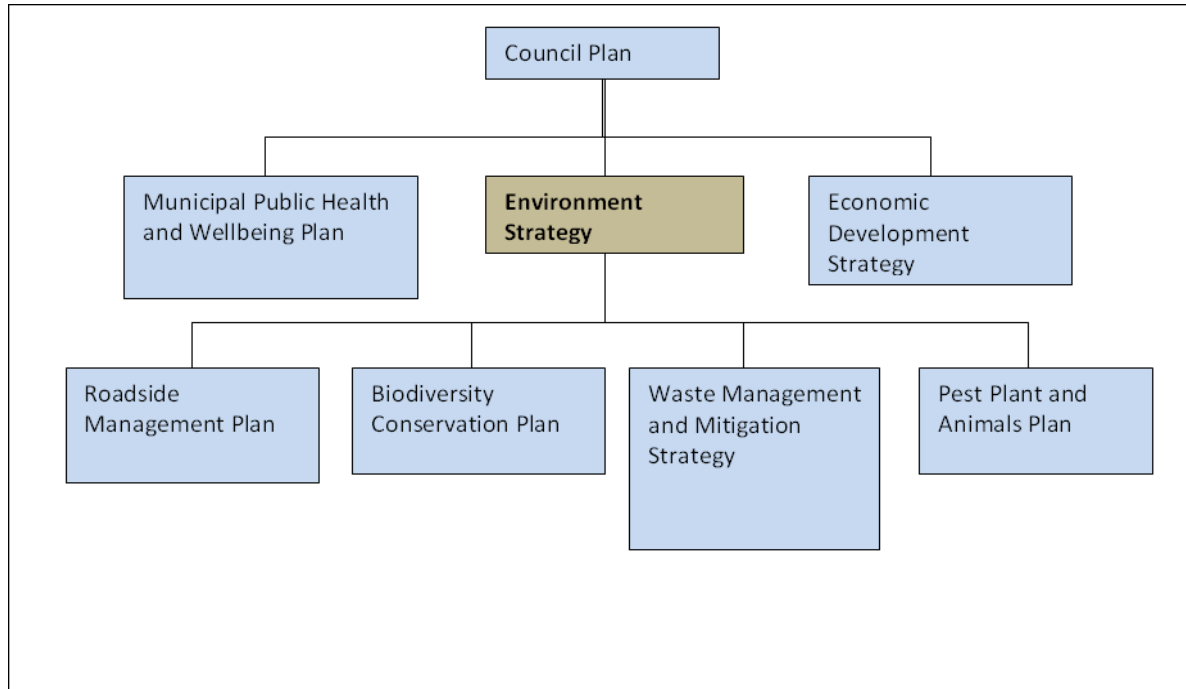 Council Plan
Municipal Public Health
and Wellbeing Plan
Environment
Strategy
Economic
Development
Strategy
Roadside
Management Plan
Biodiversity
Conservation Plan
Waste Management
and Mitigation
Strategy
Pest Plant and
Animals Plan